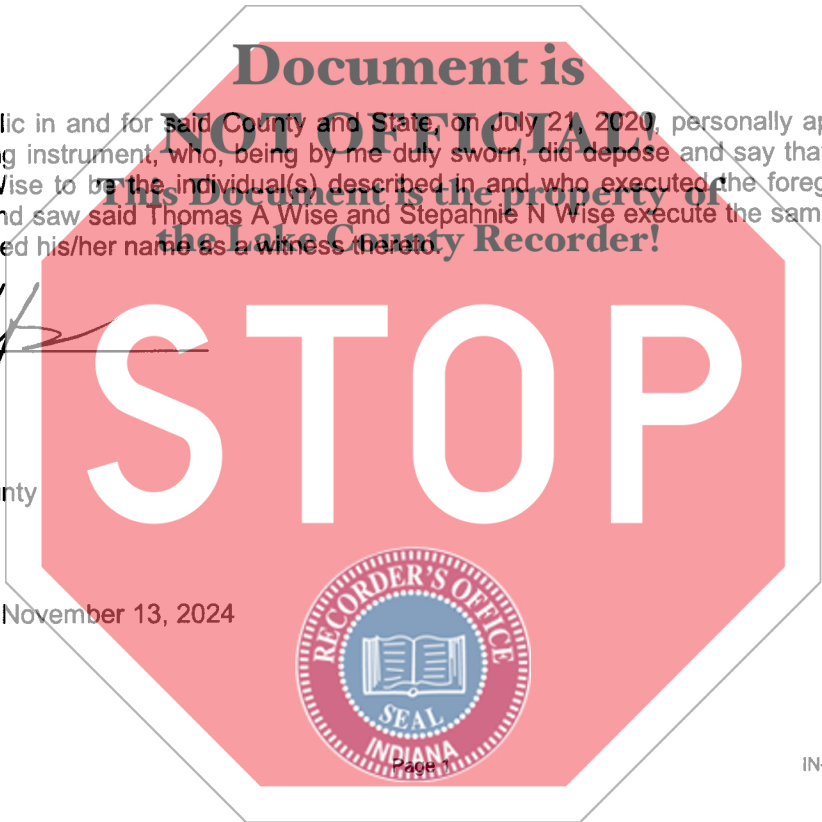 Document is
lic in and for said County and State, on July 21, 2020, personally ap
NOT OFFICIAL!
g instrument, who, being by me duly sworn, did depose and say that
Wise to be the individual(s) described in and who executed the foreg
This Document is the property of
nd saw said Thomas A Wise and Stepahnie N Wise execute the sam
the Lake County Recorder!
ed his/her name as a witness thereto.
STOP
nty
RECORDER'S OFFICE
November 13, 2024
SEAL
INDIANA
Page 1
IN-